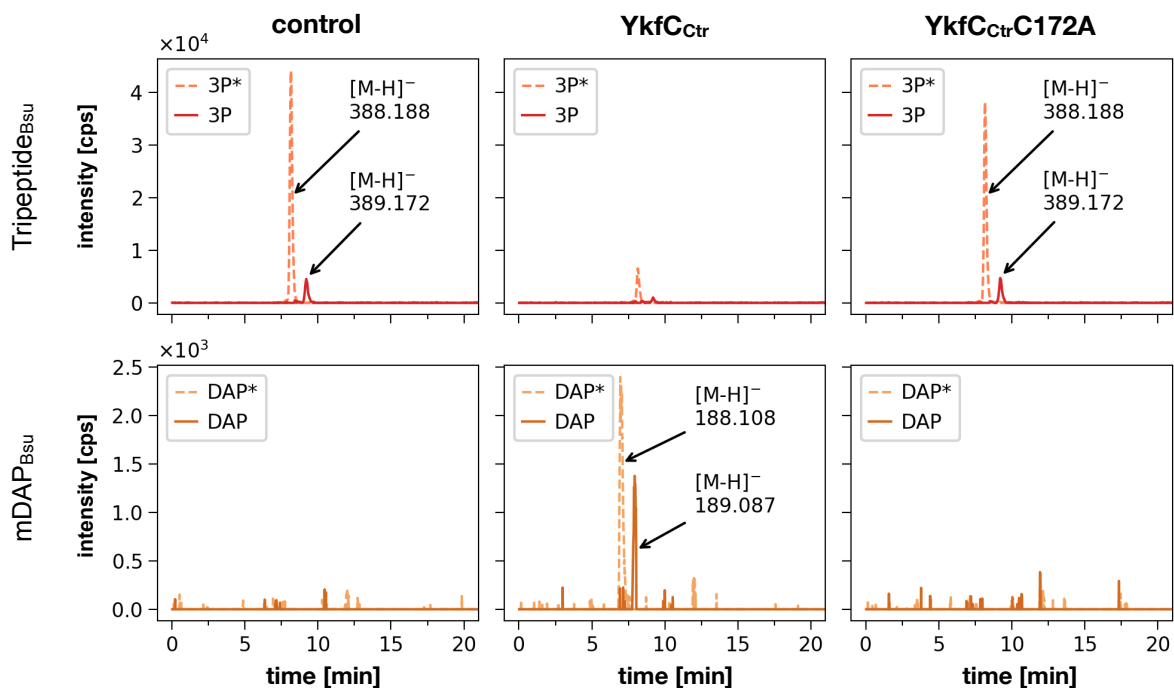 control
YkfCCtr
YkfCCtrC172A
×10⁴
TripeptideBsu
intensity [cps]
4
3
2
1
0
3P*
3P
[M-H]⁻
388.188
[M-H]⁻
389.172
3P*
3P
3P*
3P
[M-H]⁻
388.188
[M-H]⁻
389.172
×10³
mDAPBsu
intensity [cps]
2.5
2.0
1.5
1.0
0.5
0.0
DAP*
DAP
DAP*
DAP
[M-H]⁻
188.108
[M-H]⁻
189.087
DAP*
DAP
0 5 10 15 20
0 5 10 15 20
0 5 10 15 20
time [min]
time [min]
time [min]